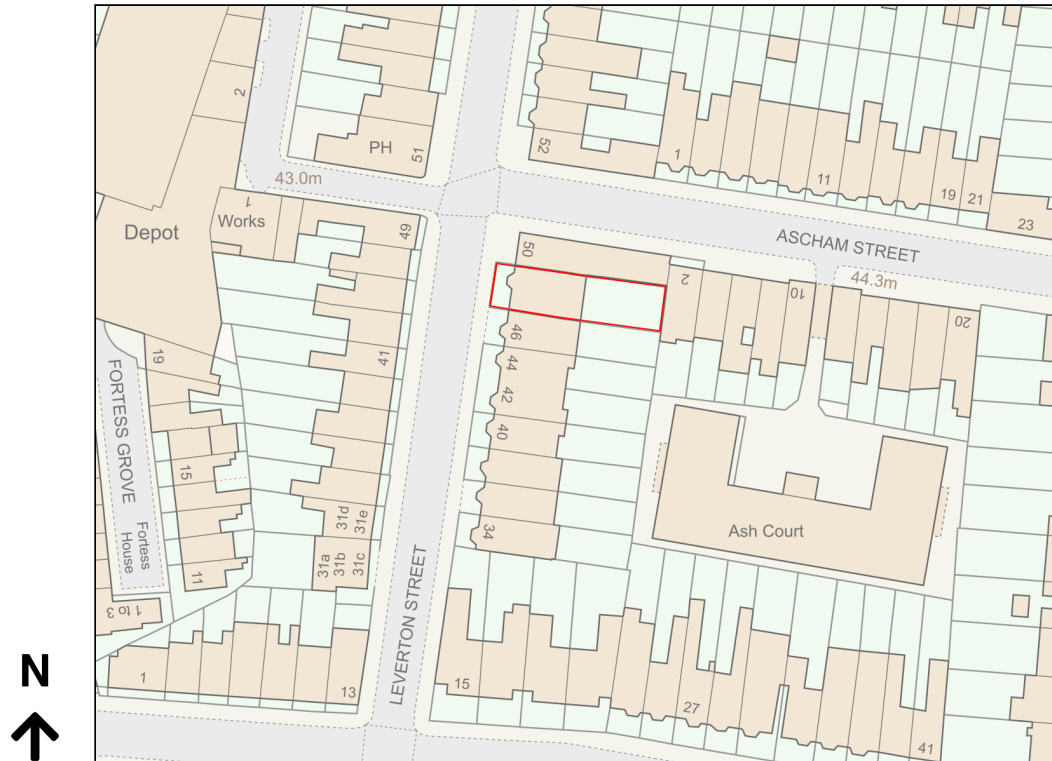 2
PH
51
52
1
11
19
21
23
43.0m
1
Works
49
Depot
ASCHAM STREET
44.3m
50
2
10
20
46
44
42
40
34
41
19
15
11
FORTESS GROVE
Fortess
House
31d
31e
31a
31b
31c
Ash Court
1 to 3
LEVERTON STREET
1
13
15
27
41
N